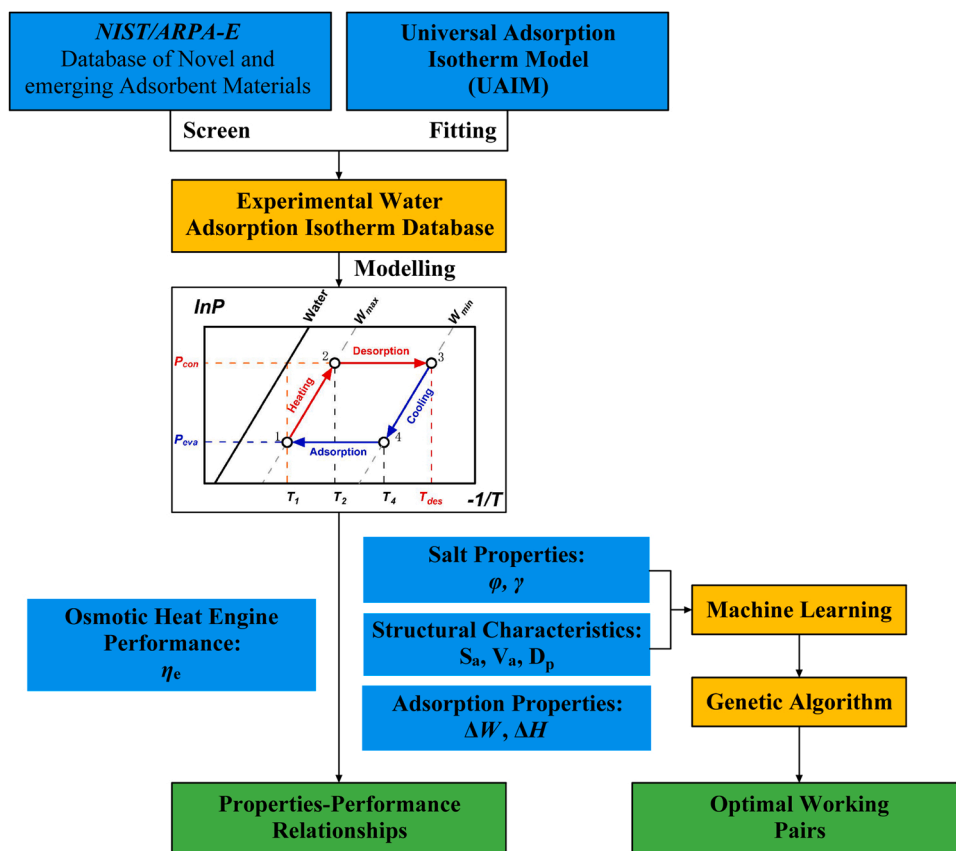 NIST/ARPA-E
Database of Novel and
emerging Adsorbent Materials
Universal Adsorption
Isotherm Model
(UAIM)
Screen
Fitting
Experimental Water
Adsorption Isotherm Database
Modelling
lnP
Water
Wmax
Wmin
Pcon
2
Desorption
3
Heating
Cooling
Peva
1
Adsorption
4
T1
T2
T4
Tdes
-1/T
Salt Properties:
φ, γ
Machine Learning
Osmotic Heat Engine
Performance:
ηe
Structural Characteristics:
Sa, Va, Dp
Adsorption Properties:
ΔW, ΔH
Genetic Algorithm
Properties-Performance
Relationships
Optimal Working
Pairs